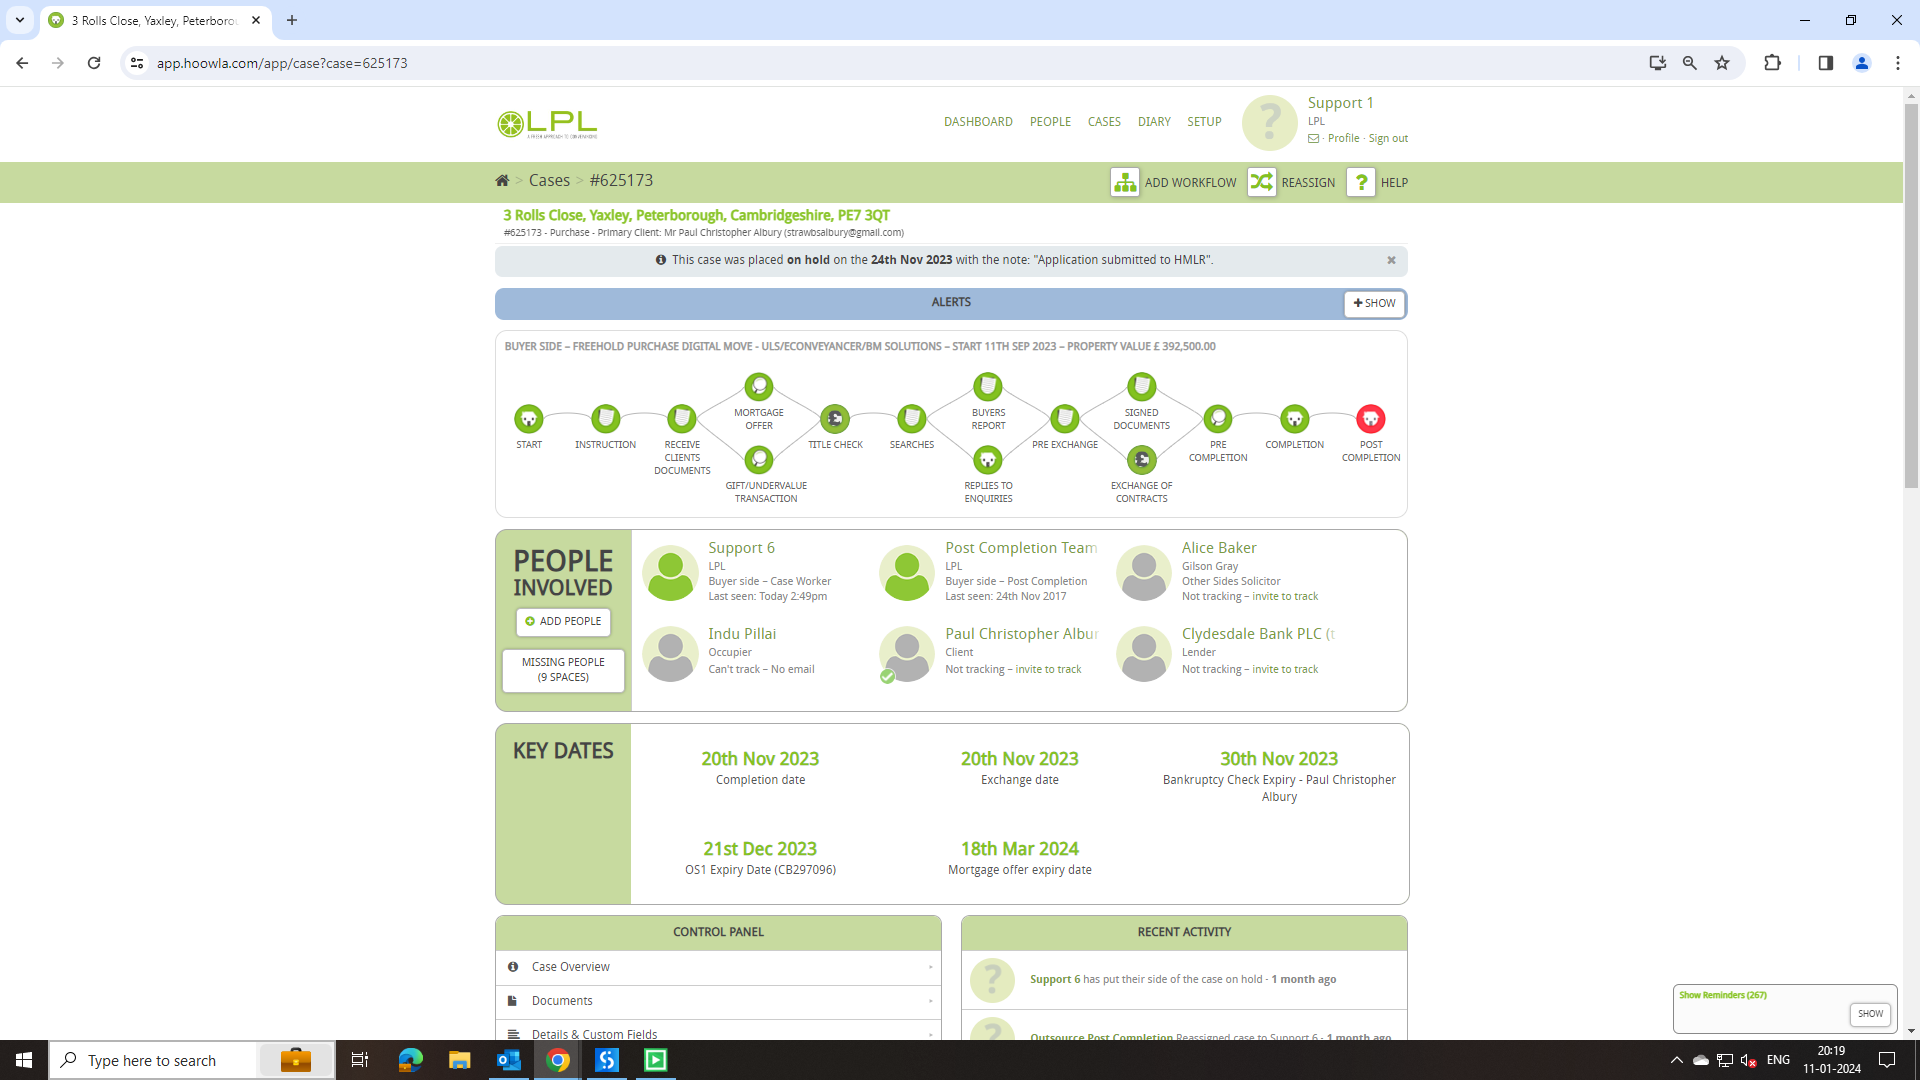 3 Rolls Close, Yaxley, Peterborou
app.hoowla.com/app/case?case=625173
LPL
A FRESH APPROACH TO CONVEYANCING
DASHBOARD PEOPLE CASES DIARY SETUP
Support 1
LPL
· Profile · Sign out
> Cases > #625173
ADD WORKFLOW REASSIGN ? HELP
3 Rolls Close, Yaxley, Peterborough, Cambridgeshire, PE7 3QT
#625173 - Purchase - Primary Client: Mr Paul Christopher Albury (strawbsalbury@gmail.com)
This case was placed on hold on the 24th Nov 2023 with the note: "Application submitted to HMLR".
ALERTS
SHOW
BUYER SIDE – FREEHOLD PURCHASE DIGITAL MOVE - ULS/ECONVEYANCER/BM SOLUTIONS – START 11TH SEP 2023 – PROPERTY VALUE £ 392,500.00
START
INSTRUCTION
RECEIVE
CLIENTS
DOCUMENTS
MORTGAGE
OFFER
GIFT/UNDERVALUE
TRANSACTION
TITLE CHECK
SEARCHES
BUYERS
REPORT
REPLIES TO
ENQUIRIES
PRE EXCHANGE
SIGNED
DOCUMENTS
EXCHANGE OF
CONTRACTS
PRE
COMPLETION
COMPLETION
POST
COMPLETION
PEOPLE
INVOLVED
ADD PEOPLE
MISSING PEOPLE
(9 SPACES)
Support 6
LPL
Buyer side – Case Worker
Last seen: Today 2:49pm
Post Completion Team
LPL
Buyer side – Post Completion
Last seen: 24th Nov 2017
Alice Baker
Gilson Gray
Other Sides Solicitor
Not tracking – invite to track
Indu Pillai
Occupier
Can't track – No email
Paul Christopher Albur
Client
Not tracking – invite to track
Clydesdale Bank PLC (t
Lender
Not tracking – invite to track
KEY DATES
20th Nov 2023
Completion date
20th Nov 2023
Exchange date
30th Nov 2023
Bankruptcy Check Expiry - Paul Christopher
Albury
21st Dec 2023
OS1 Expiry Date (CB297096)
18th Mar 2024
Mortgage offer expiry date
CONTROL PANEL
Case Overview
Documents
Details & Custom Fields
RECENT ACTIVITY
Support 6 has put their side of the case on hold - 1 month ago
Outsource Post Completion Reassigned case to Support 6 - 1 month ago
Show Reminders (267)
SHOW
Type here to search
ENG
20:19
11-01-2024